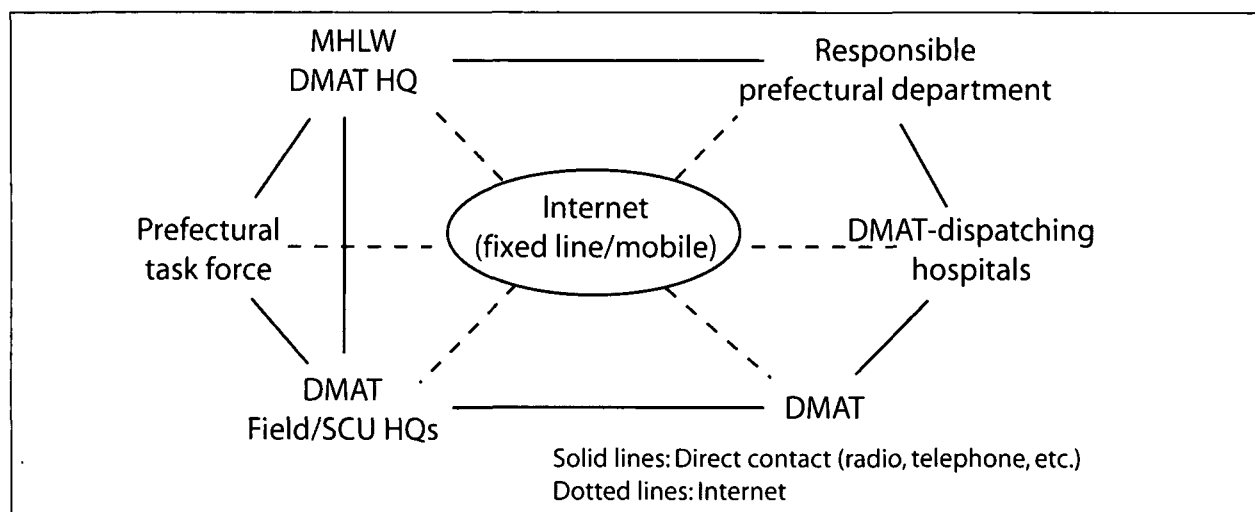 MHLW
DMAT HQ
Responsible
prefectural department
Internet
(fixed line/mobile)
Prefectural
task force
DMAT-dispatching
hospitals
DMAT
Field/SCU HQs
DMAT
Solid lines: Direct contact (radio, telephone, etc.)
Dotted lines: Internet